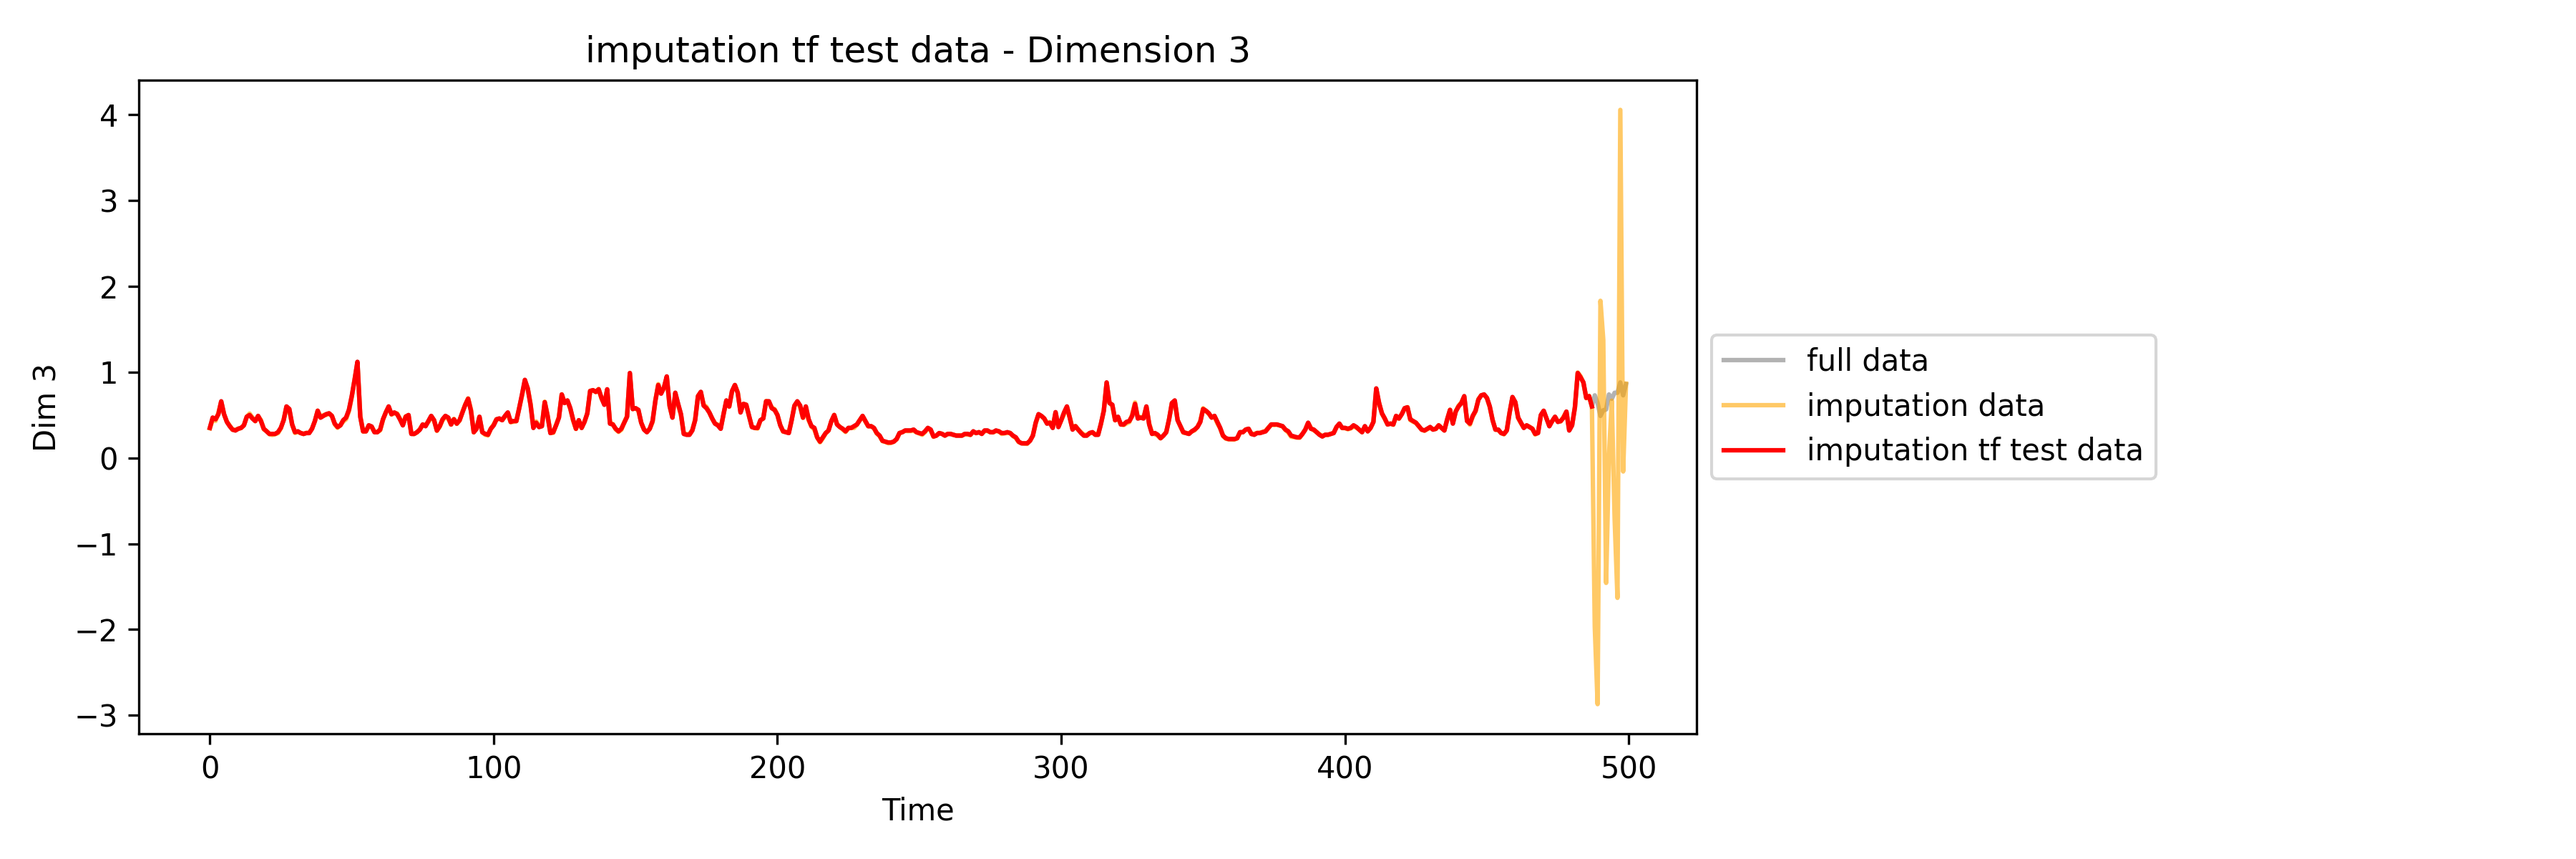 imputation tf test data - Dimension 3
4
3
2
1
0
−1
−2
−3
Dim 3
0 100 200 300 400 500
Time
full data
imputation data
imputation tf test data